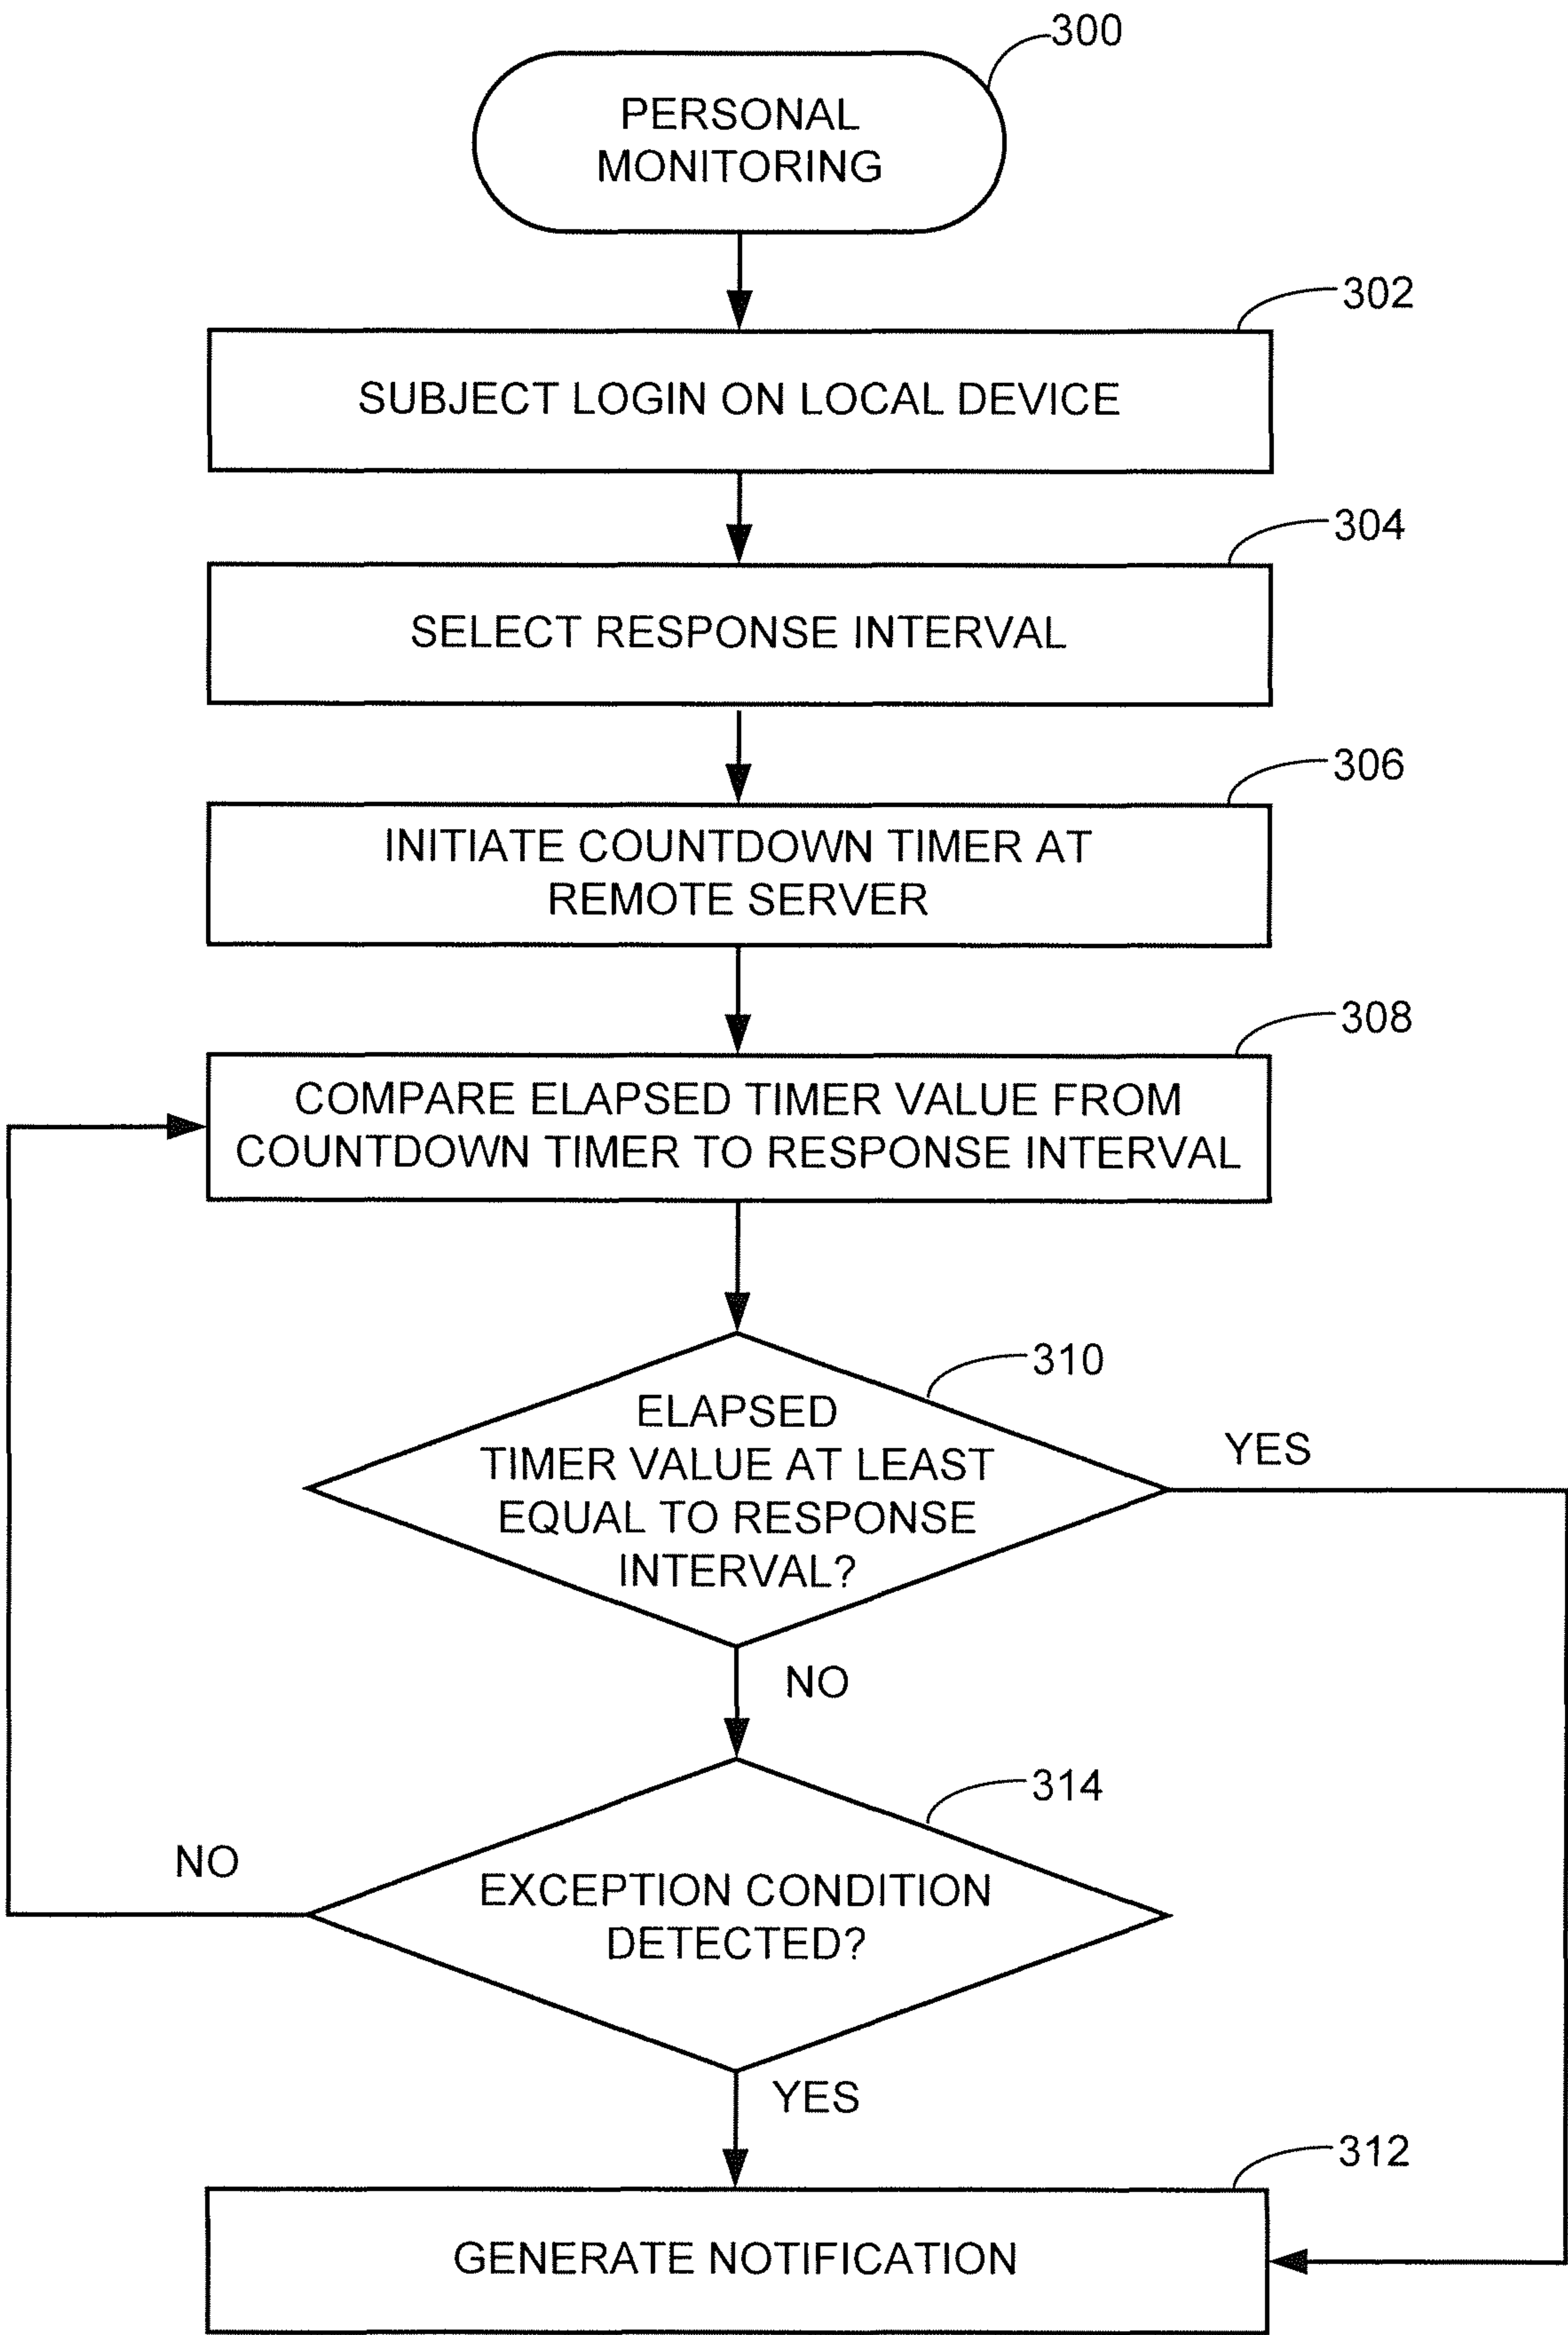 300
PERSONAL
MONITORING
302
SUBJECT LOGIN ON LOCAL DEVICE
304
SELECT RESPONSE INTERVAL
306
INITIATE COUNTDOWN TIMER AT
REMOTE SERVER
308
COMPARE ELAPSED TIMER VALUE FROM
COUNTDOWN TIMER TO RESPONSE INTERVAL
310
ELAPSED
TIMER VALUE AT LEAST
EQUAL TO RESPONSE
INTERVAL?
YES
NO
314
EXCEPTION CONDITION
DETECTED?
NO
YES
312
GENERATE NOTIFICATION